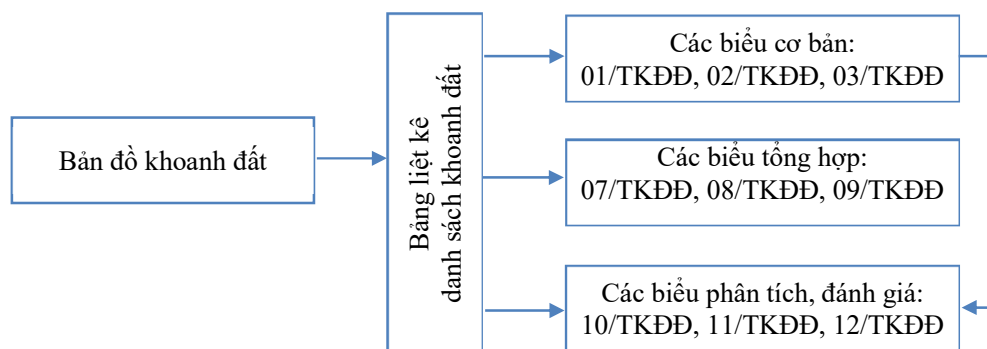 Bản đồ khoanh đất
Bảng liệt kê
danh sách khoanh đất
Các biểu cơ bản:
01/TKĐĐ, 02/TKĐĐ, 03/TKĐĐ
Các biểu tổng hợp:
07/TKĐĐ, 08/TKĐĐ, 09/TKĐĐ
Các biểu phân tích, đánh giá:
10/TKĐĐ, 11/TKĐĐ, 12/TKĐĐ